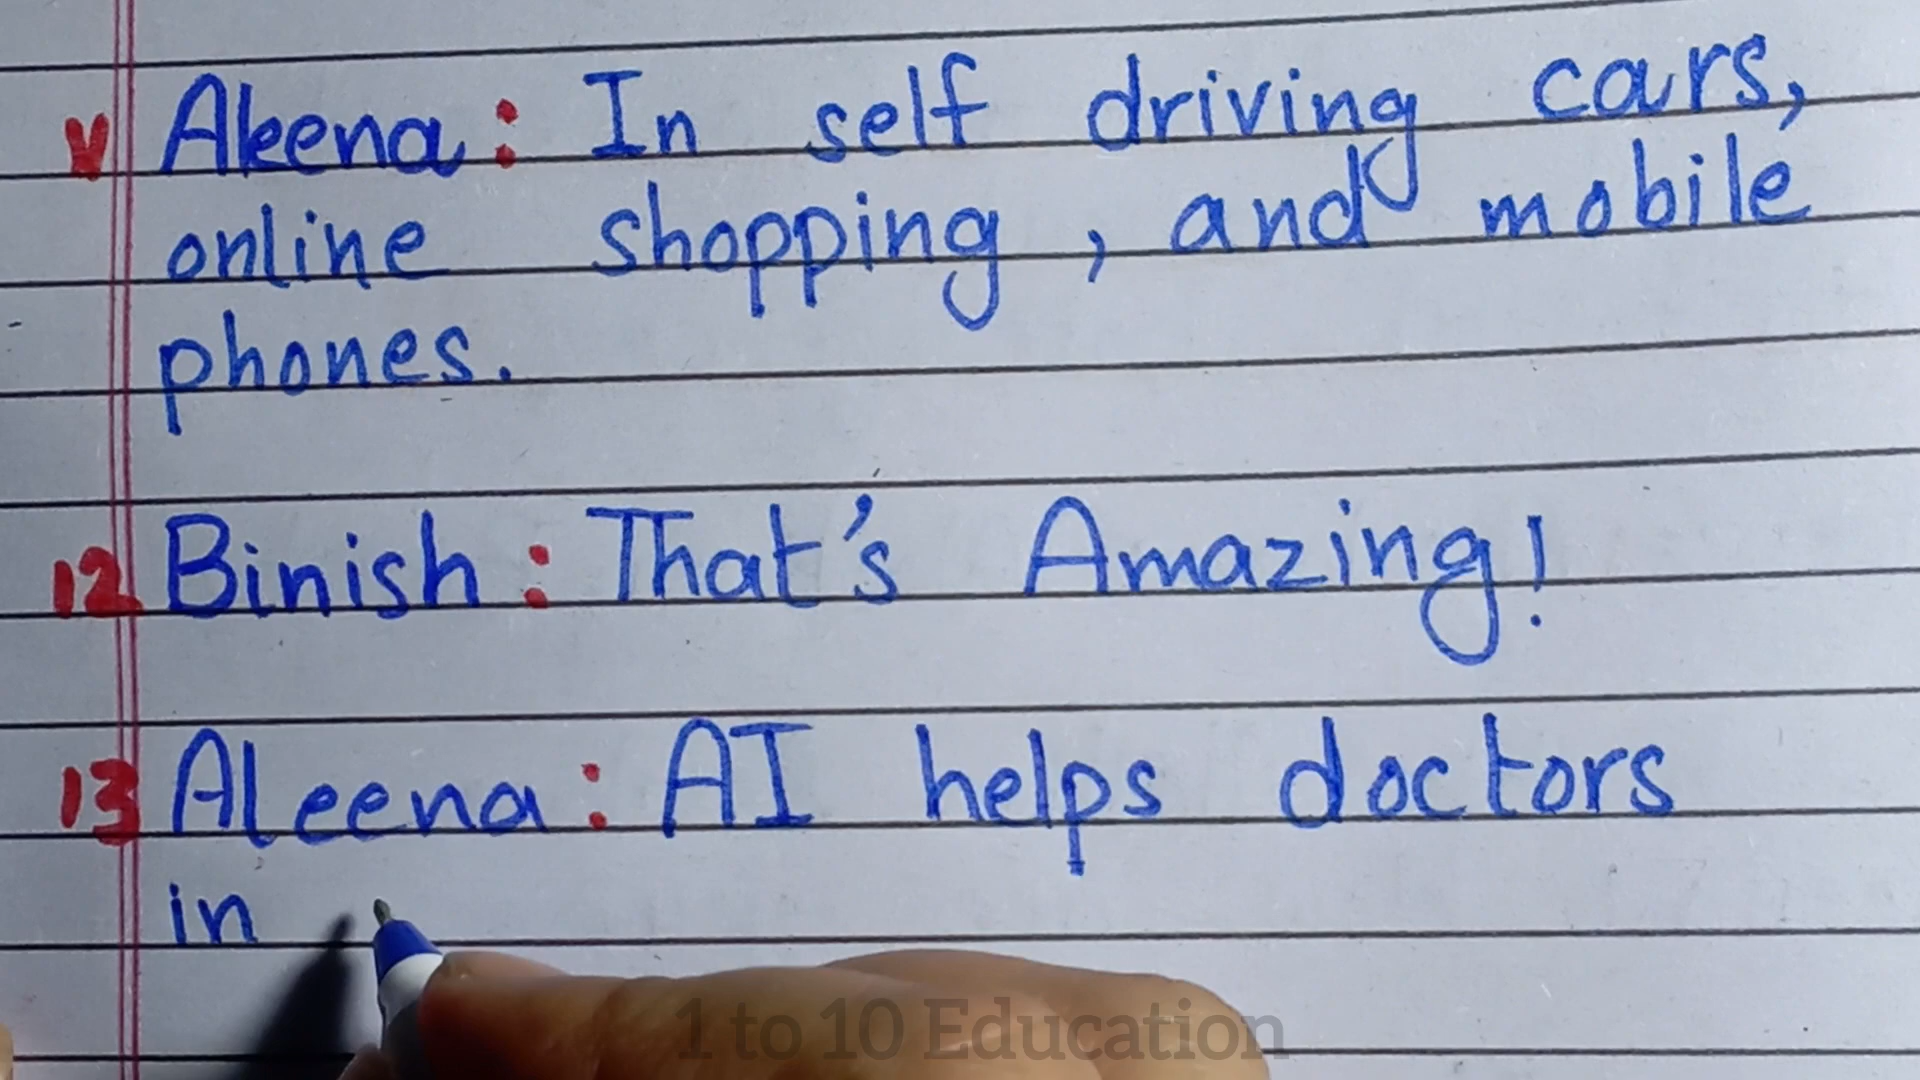 11 Aleena: In self driving cars,
online shopping, and mobile
phones.
12 Binish: That's Amazing!
13 Aleena: AI helps doctors
in
1 to 10 Education